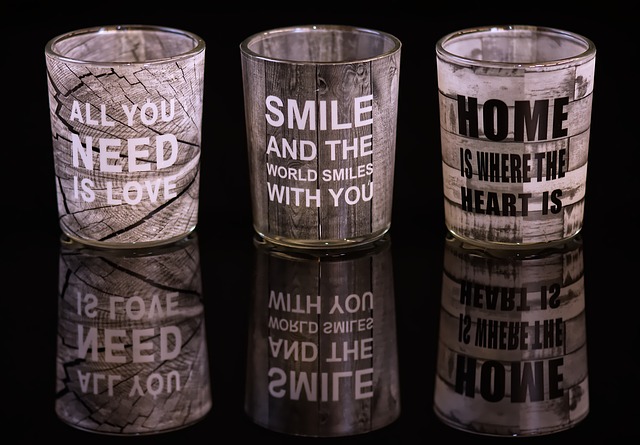 ALL YOU
NEED
IS LOVE
SMILE
AND THE
WORLD SMILES
WITH YOU
HOME
IS WHERE THE
HEART IS